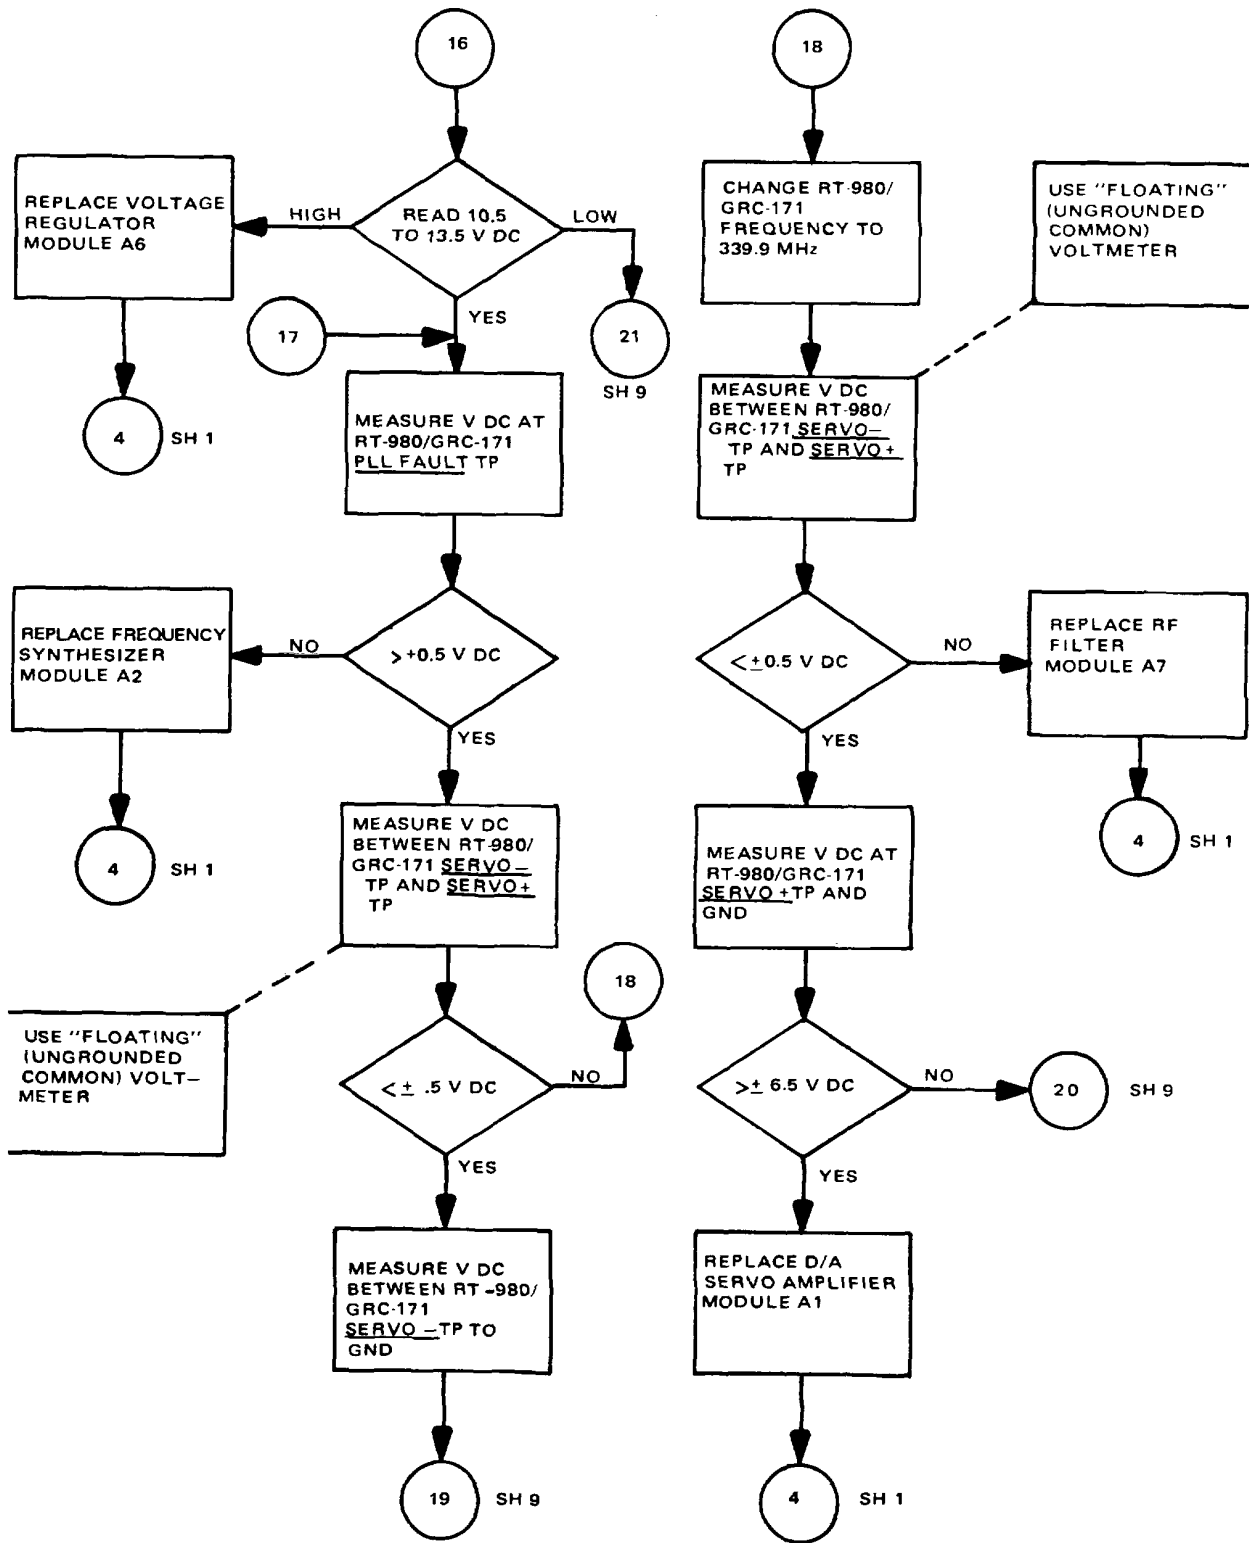 16
READ 10.5
TO 13.5 V DC
HIGH
LOW
YES
REPLACE VOLTAGE
REGULATOR
MODULE A6
4
SH 1
17
21
SH 9
MEASURE V DC AT
RT-980/GRC-171
PLL FAULT TP
> +0.5 V DC
NO
YES
REPLACE FREQUENCY
SYNTHESIZER
MODULE A2
4
SH 1
MEASURE V DC
BETWEEN RT-980/
GRC-171 SERVO–
TP AND SERVO+
TP
USE "FLOATING"
(UNGROUNDED
COMMON) VOLT–
METER
< ± .5 V DC
NO
18
YES
MEASURE V DC
BETWEEN RT-980/
GRC-171
SERVO –TP TO
GND
19
SH 9
18
CHANGE RT-980/
GRC-171
FREQUENCY TO
339.9 MHz
USE "FLOATING"
(UNGROUNDED
COMMON)
VOLTMETER
MEASURE V DC
BETWEEN RT-980/
GRC-171 SERVO–
TP AND SERVO+
TP
< ±0.5 V DC
NO
YES
REPLACE RF
FILTER
MODULE A7
4
SH 1
MEASURE V DC AT
RT-980/GRC-171
SERVO +TP AND
GND
>± 6.5 V DC
NO
20
SH 9
YES
REPLACE D/A
SERVO AMPLIFIER
MODULE A1
4
SH 1